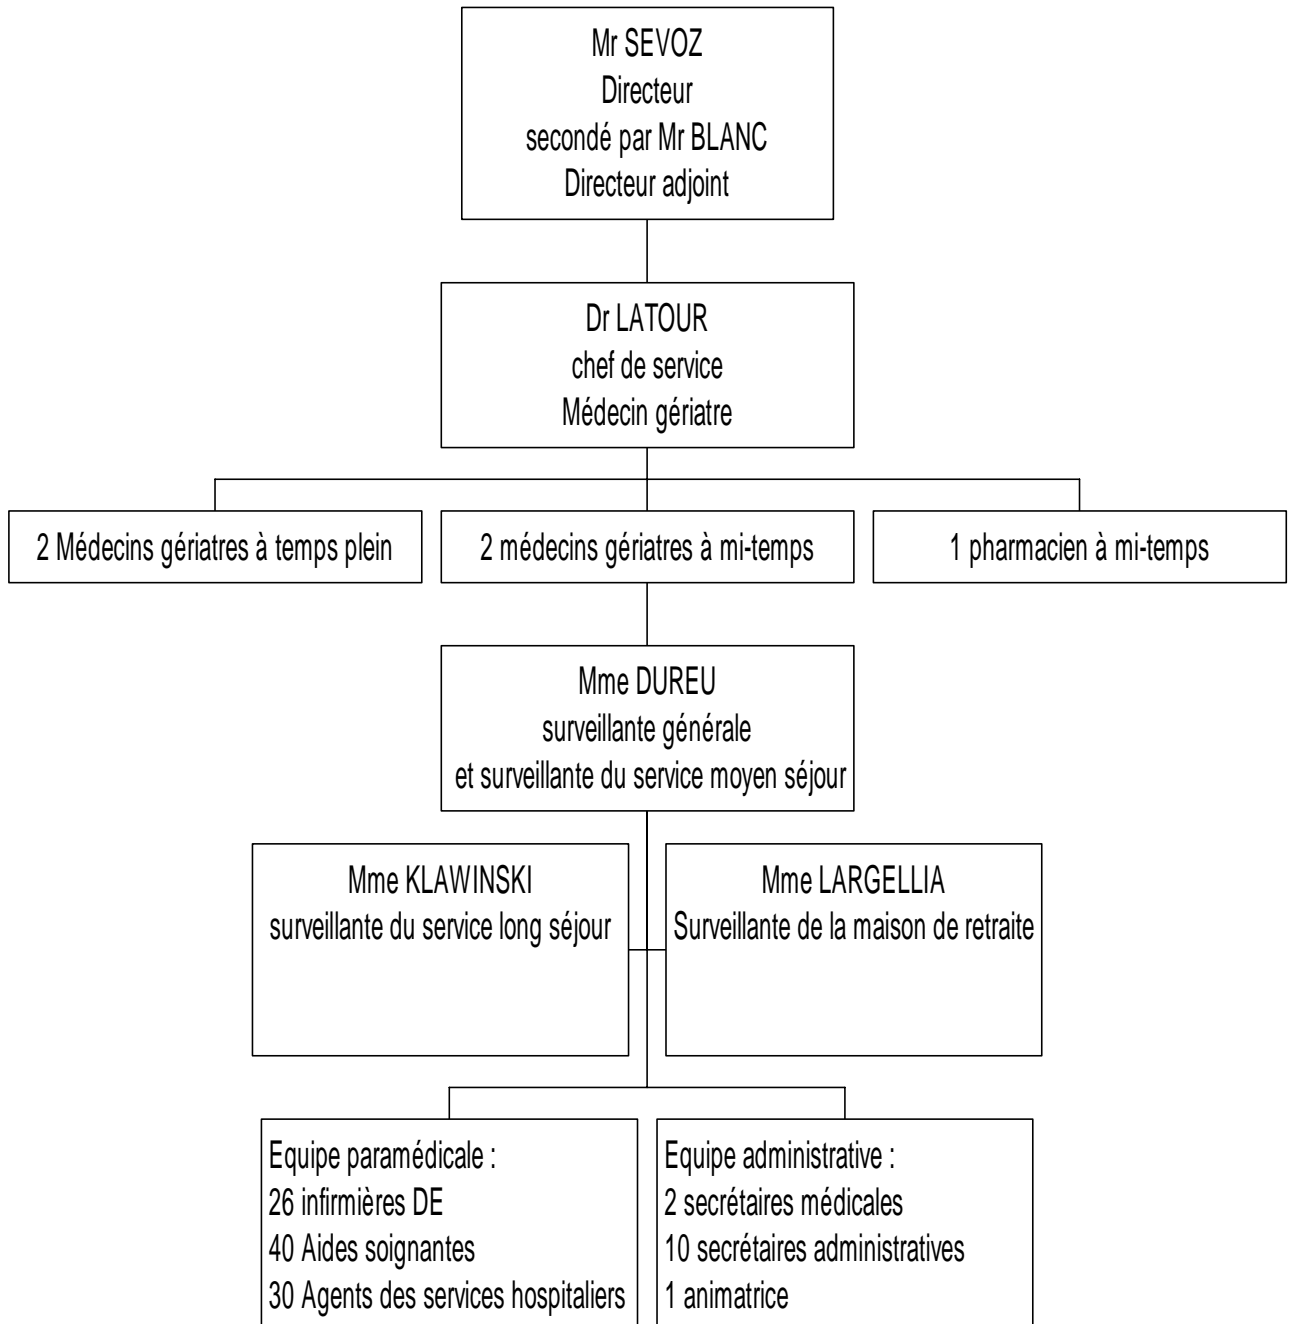 Mr SEVOZ
Directeur
secondé par Mr BLANC
Directeur adjoint
Dr LATOUR
chef de service
Médecin gériatre
2 Médecins gériatres à temps plein
2 médecins gériatres à mi-temps
1 pharmacien à mi-temps
Mme DUREU
surveillante générale
et surveillante du service moyen séjour
Mme KLAWINSKI
surveillante du service long séjour
Mme LARGELLIA
Surveillante de la maison de retraite
Equipe paramédicale :
26 infirmières DE
40 Aides soignantes
30 Agents des services hospitaliers
Equipe administrative :
2 secrétaires médicales
10 secrétaires administratives
1 animatrice